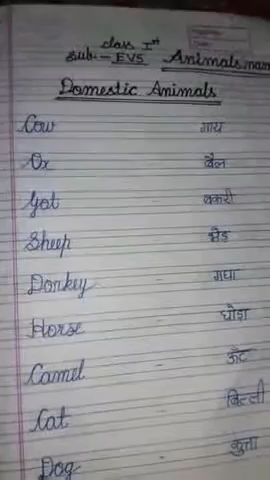 class Ist
Sub:- EVS Animals nam
Domestic Animals
Cow गाय
Ox बैल
Got - बकरी
Sheep भेड़
Donkey - गधा
Horse - घोड़ा
Camel - ऊँट
Cat बिल्ली
Dog - कुत्ता